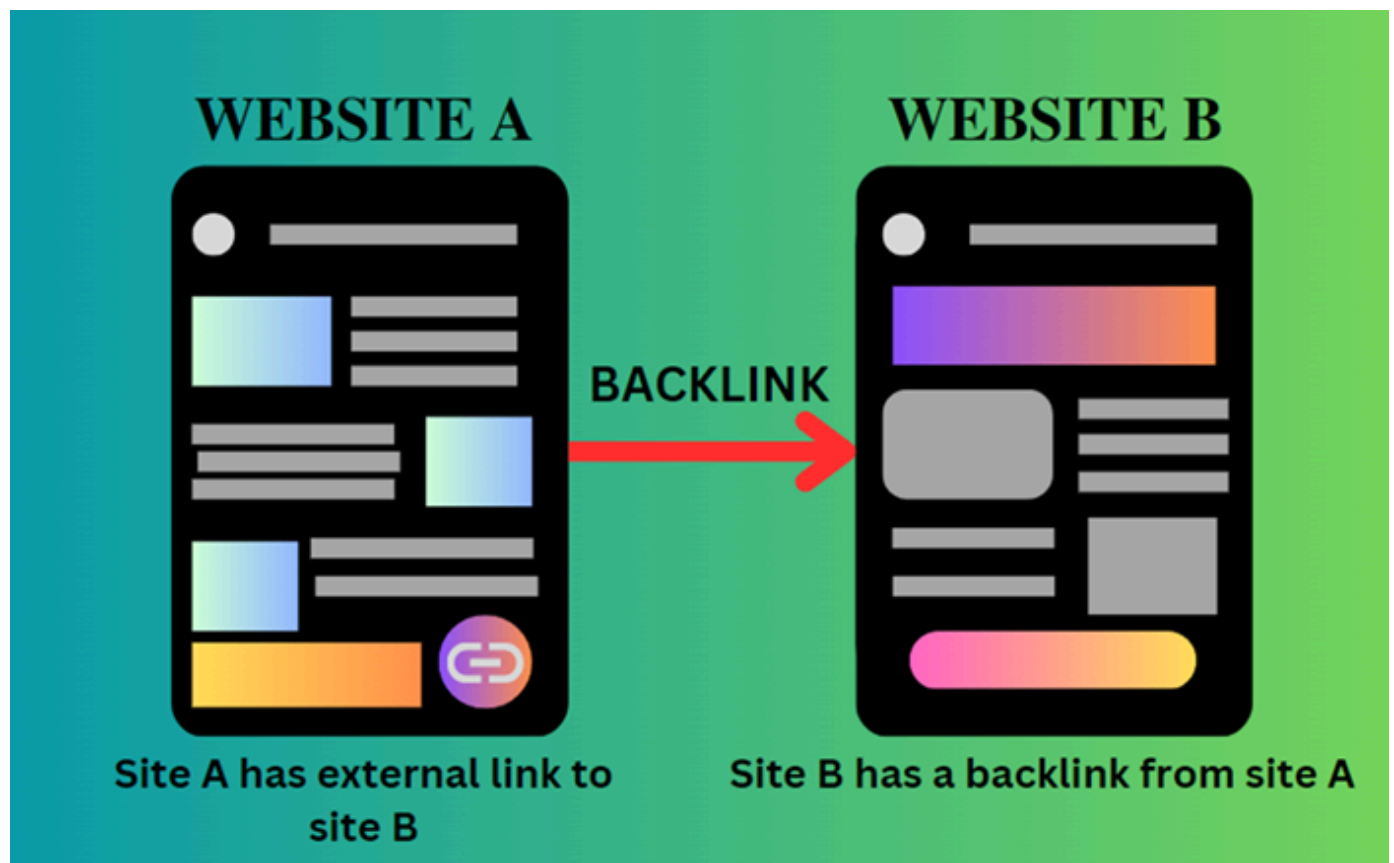 WEBSITE A
WEBSITE B
BACKLINK
Site A has external link to
site B
Site B has a backlink from site A